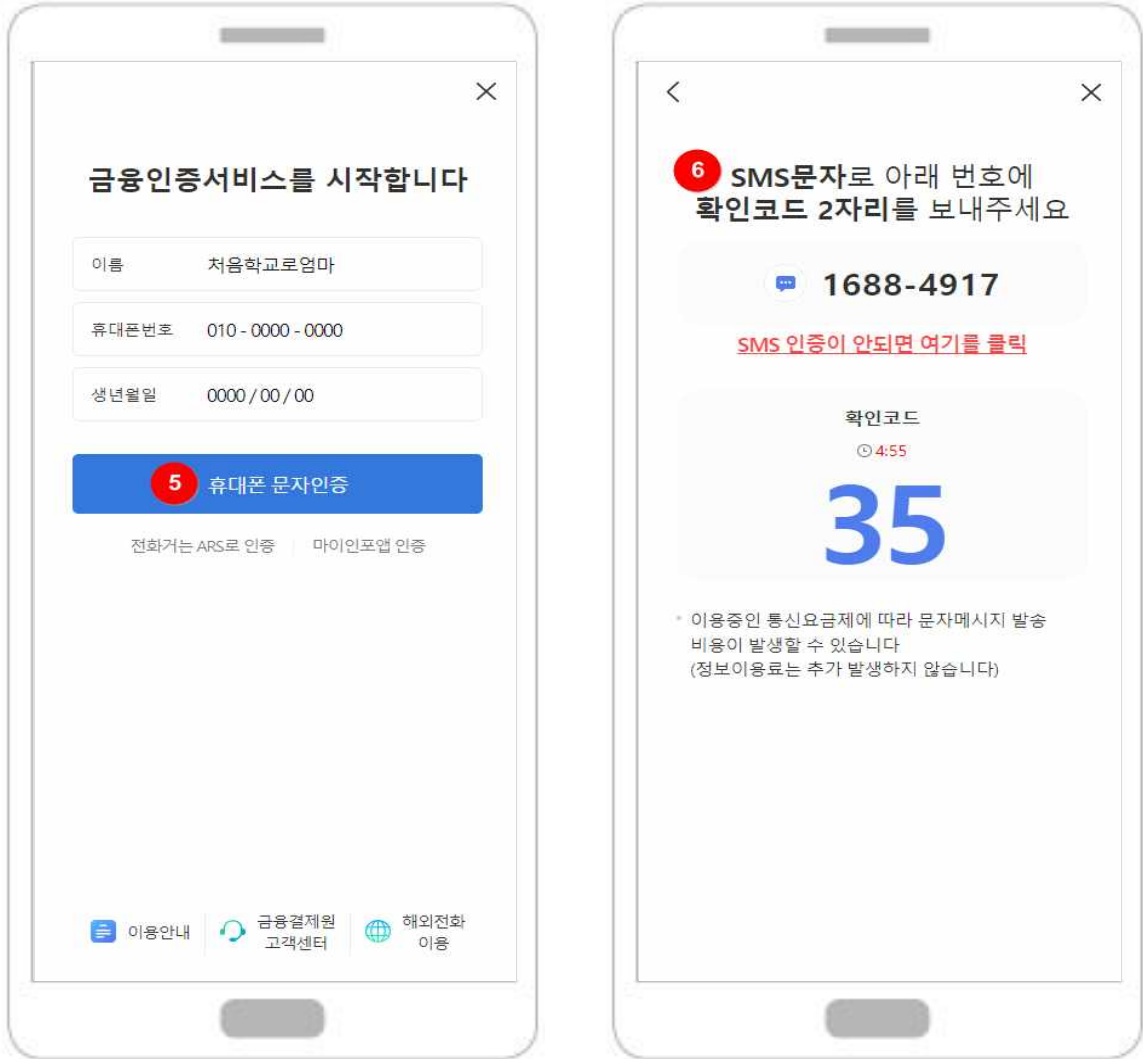 금융인증서비스를 시작합니다
이름 처음학교로엄마
휴대폰번호 010 - 0000 - 0000
생년월일 0000 / 00 / 00
5 휴대폰 문자인증
전화거는 ARS로 인증 마이인포앱 인증
이용안내
금융결제원
고객센터
해외전화
이용
6 SMS문자로 아래 번호에
확인코드 2자리를 보내주세요
1688-4917
SMS 인증이 안되면 여기를 클릭
확인코드
4:55
35
* 이용중인 통신요금제에 따라 문자메시지 발송
비용이 발생할 수 있습니다
(정보이용료는 추가 발생하지 않습니다)